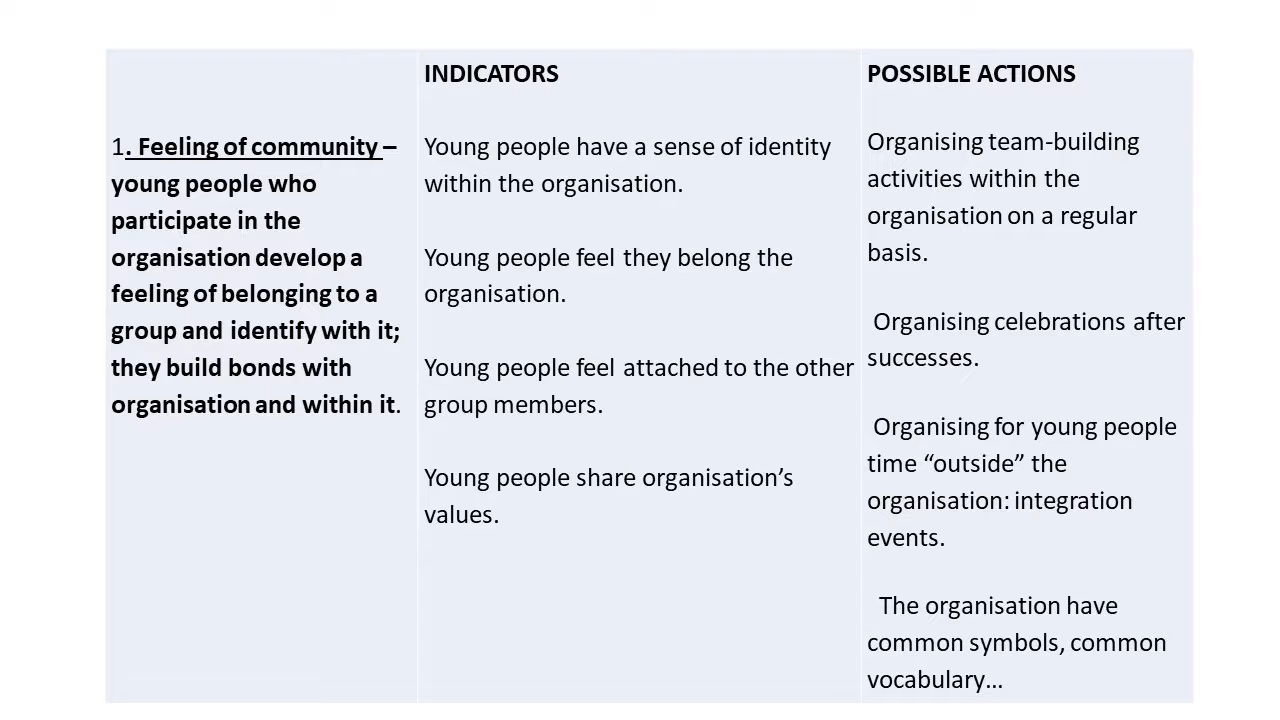 INDICATORS
POSSIBLE ACTIONS
1. Feeling of community –
young people who
participate in the
organisation develop a
feeling of belonging to a
group and identify with it;
they build bonds with
organisation and within it.
Young people have a sense of identity
within the organisation.
Young people feel they belong the
organisation.
Young people feel attached to the other
group members.
Young people share organisation’s
values.
Organising team-building
activities within the
organisation on a regular
basis.
Organising celebrations after
successes.
Organising for young people
time “outside” the
organisation: integration
events.
The organisation have
common symbols, common
vocabulary…